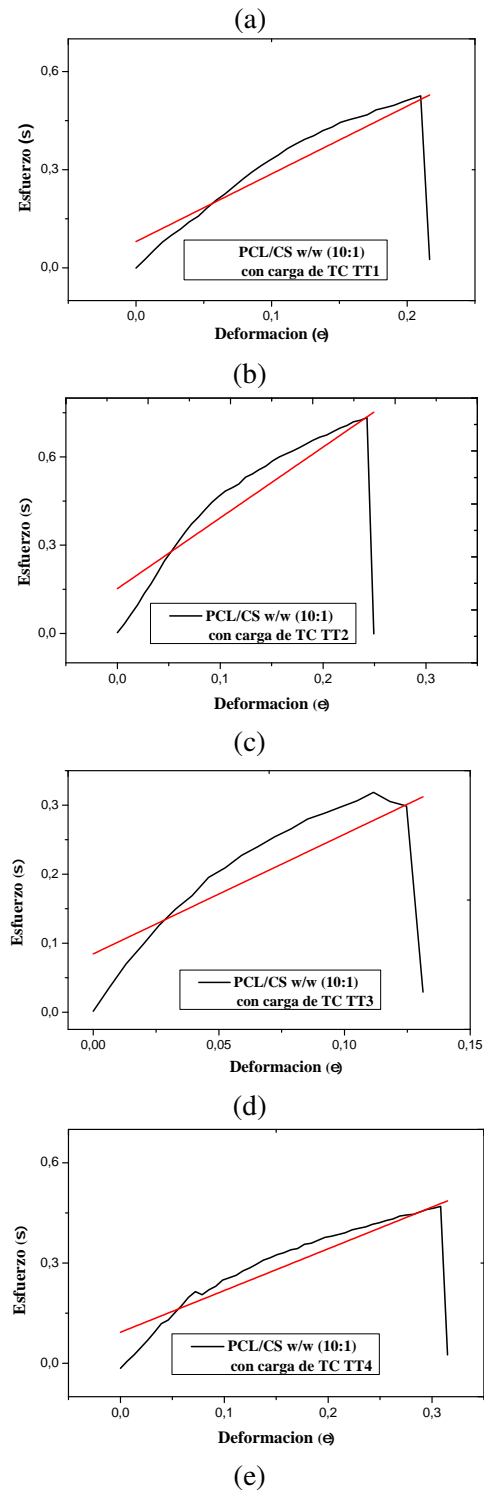 (a)
0,6
0,3
0,0
Esfuerzo (s)
PCL/CS w/w (10:1)
con carga de TC TT1
0,0 0,1 0,2
Deformacion (e)
(b)
0,6
0,3
0,0
Esfuerzo (s)
PCL/CS w/w (10:1)
con carga de TC TT2
0,0 0,1 0,2 0,3
Deformacion (e)
(c)
0,3
0,2
0,1
0,0
Esfuerzo (s)
PCL/CS w/w (10:1)
con carga de TC TT3
0,00 0,05 0,10 0,15
Deformacion (e)
(d)
0,6
0,3
0,0
Esfuerzo (s)
PCL/CS w/w (10:1)
con carga de TC TT4
0,0 0,1 0,2 0,3
Deformacion (e)
(e)